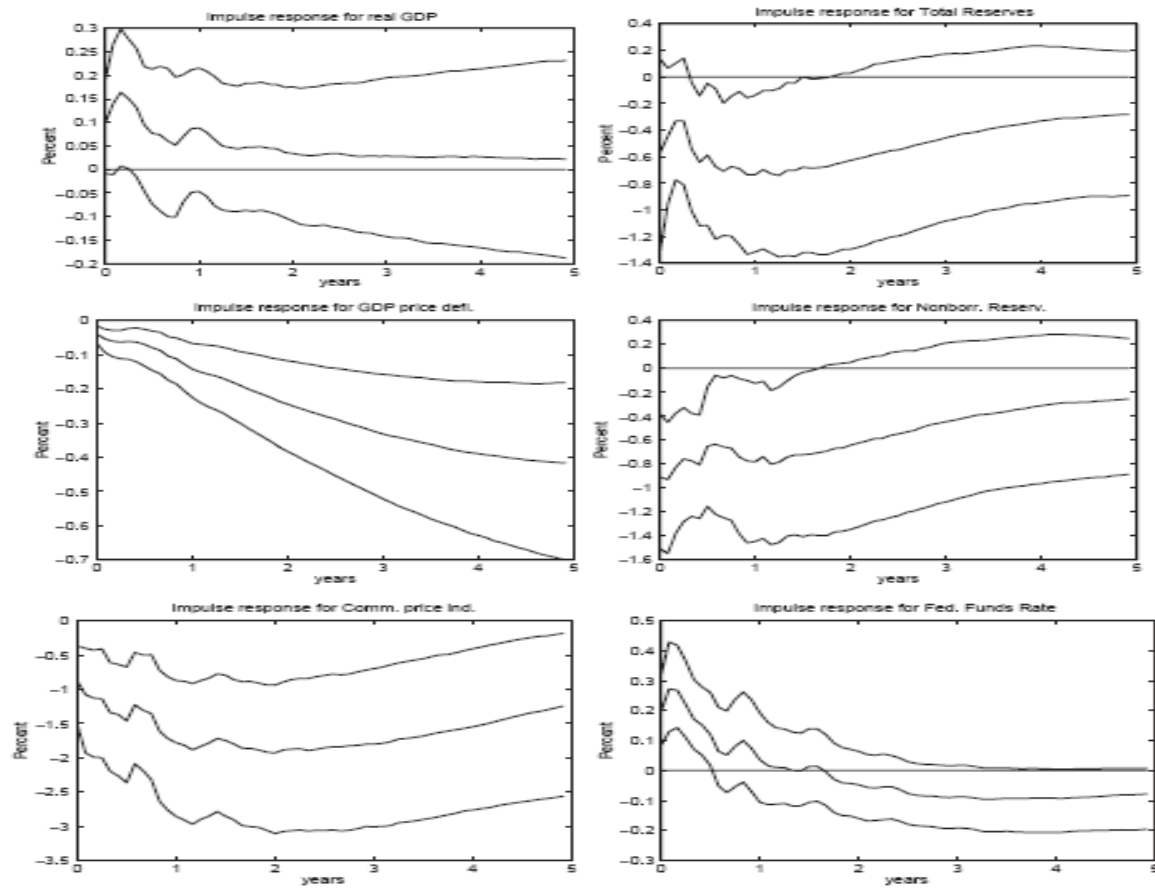 Impulse response for real GDP
0.3
0.25
0.2
0.15
0.1
0.05
0
−0.05
−0.1
−0.15
−0.2
Percent
0 1 2 3 4 5
years
Impulse response for Total Reserves
0.4
0.2
0
−0.2
−0.4
−0.6
−0.8
−1
−1.2
−1.4
Percent
0 1 2 3 4 5
years
Impulse response for GDP price defl.
0
−0.1
−0.2
−0.3
−0.4
−0.5
−0.6
−0.7
Percent
0 1 2 3 4 5
years
Impulse response for Nonborr. Reserv.
0.4
0.2
0
−0.2
−0.4
−0.6
−0.8
−1
−1.2
−1.4
−1.6
Percent
0 1 2 3 4 5
years
Impulse response for Comm. price Ind.
0
−0.5
−1
−1.5
−2
−2.5
−3
−3.5
Percent
0 1 2 3 4 5
years
Impulse response for Fed. Funds Rate
0.5
0.4
0.3
0.2
0.1
0
−0.1
−0.2
−0.3
Percent
0 1 2 3 4 5
years